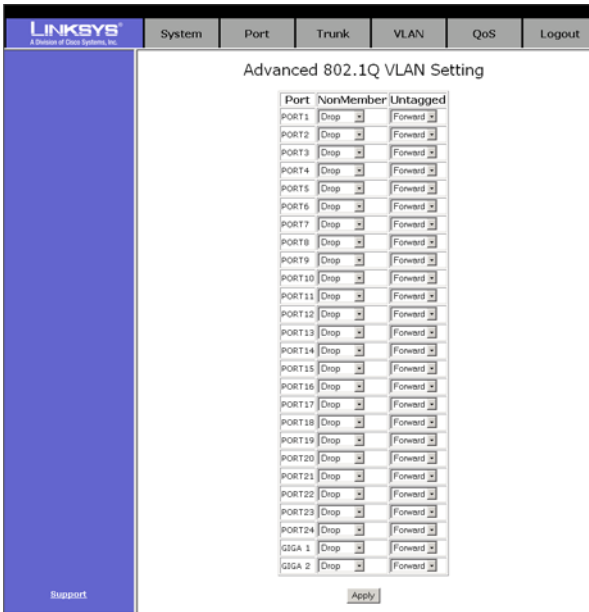 LINKSYS®
A Division of Cisco Systems, Inc.
System Port Trunk VLAN QoS Logout
Advanced 802.1Q VLAN Setting
Port NonMember Untagged
PORT1 Drop Forward
PORT2 Drop Forward
PORT3 Drop Forward
PORT4 Drop Forward
PORT5 Drop Forward
PORT6 Drop Forward
PORT7 Drop Forward
PORT8 Drop Forward
PORT9 Drop Forward
PORT10 Drop Forward
PORT11 Drop Forward
PORT12 Drop Forward
PORT13 Drop Forward
PORT14 Drop Forward
PORT15 Drop Forward
PORT16 Drop Forward
PORT17 Drop Forward
PORT18 Drop Forward
PORT19 Drop Forward
PORT20 Drop Forward
PORT21 Drop Forward
PORT22 Drop Forward
PORT23 Drop Forward
PORT24 Drop Forward
GIGA 1 Drop Forward
GIGA 2 Drop Forward
Support
Apply